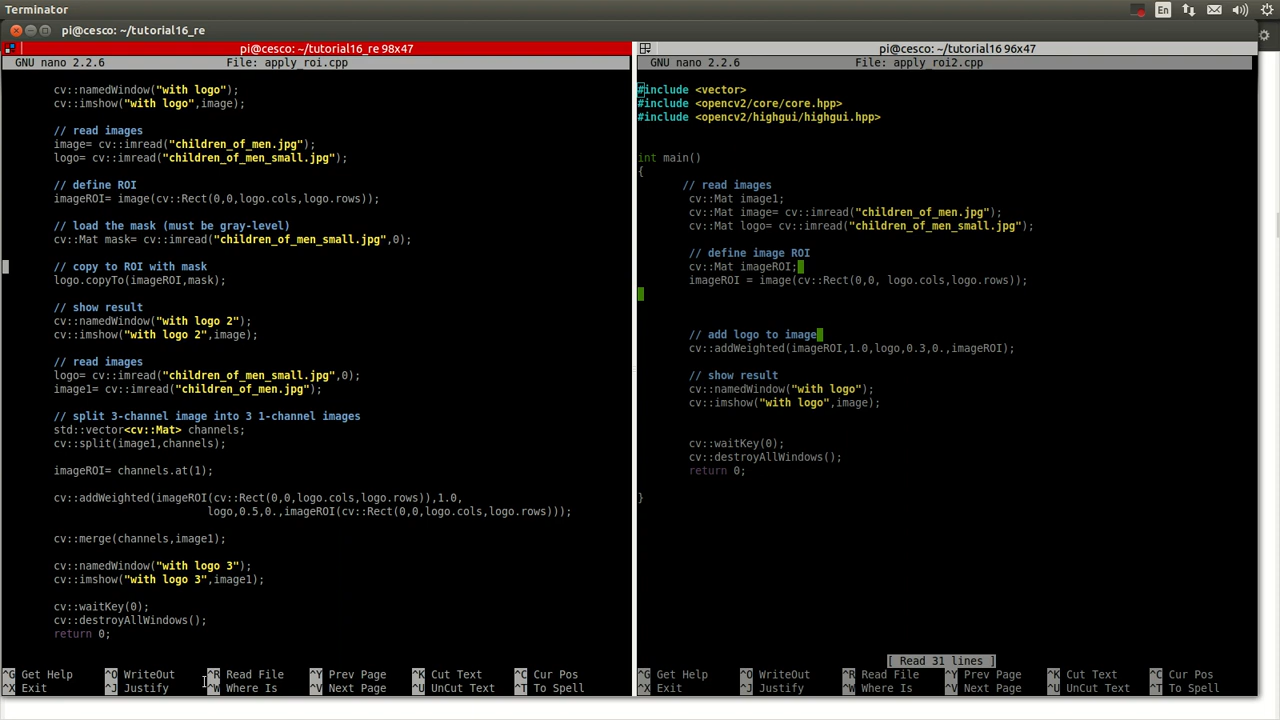 Terminator
En
pi@cesco: ~/tutorial16_re
pi@cesco: ~/tutorial16_re 98x47
GNU nano 2.2.6 File: apply_roi.cpp
cv::namedWindow("with logo");
cv::imshow("with logo",image);
// read images
image= cv::imread("children_of_men.jpg");
logo= cv::imread("children_of_men_small.jpg");
// define ROI
imageROI= image(cv::Rect(0,0,logo.cols,logo.rows));
// load the mask (must be gray-level)
cv::Mat mask= cv::imread("children_of_men_small.jpg",0);
// copy to ROI with mask
logo.copyTo(imageROI,mask);
// show result
cv::namedWindow("with logo 2");
cv::imshow("with logo 2",image);
// read images
logo= cv::imread("children_of_men_small.jpg",0);
image1= cv::imread("children_of_men.jpg");
// split 3-channel image into 3 1-channel images
std::vector<cv::Mat> channels;
cv::split(image1,channels);
imageROI= channels.at(1);
cv::addWeighted(imageROI(cv::Rect(0,0,logo.cols,logo.rows)),1.0,
logo,0.5,0.,imageROI(cv::Rect(0,0,logo.cols,logo.rows)));
cv::merge(channels,image1);
cv::namedWindow("with logo 3");
cv::imshow("with logo 3",image1);
cv::waitKey(0);
cv::destroyAllWindows();
return 0;
^G Get Help ^O WriteOut ^R Read File ^Y Prev Page ^K Cut Text ^C Cur Pos
^X Exit ^J Justify ^W Where Is ^V Next Page ^U UnCut Text ^T To Spell
pi@cesco: ~/tutorial16 96x47
GNU nano 2.2.6 File: apply_roi2.cpp
#include <vector>
#include <opencv2/core/core.hpp>
#include <opencv2/highgui/highgui.hpp>
int main()
{
// read images
cv::Mat image1;
cv::Mat image= cv::imread("children_of_men.jpg");
cv::Mat logo= cv::imread("children_of_men_small.jpg");
// define image ROI
cv::Mat imageROI;
imageROI = image(cv::Rect(0,0, logo.cols,logo.rows));
// add logo to image
cv::addWeighted(imageROI,1.0,logo,0.3,0.,imageROI);
// show result
cv::namedWindow("with logo");
cv::imshow("with logo",image);
cv::waitKey(0);
cv::destroyAllWindows();
return 0;
}
[ Read 31 lines ]
^G Get Help ^O WriteOut ^R Read File ^Y Prev Page ^K Cut Text ^C Cur Pos
^X Exit ^J Justify ^W Where Is ^V Next Page ^U UnCut Text ^T To Spell